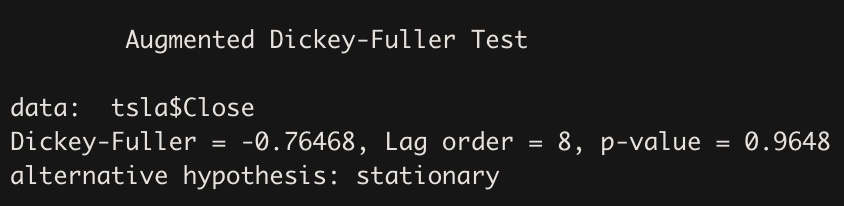 Augmented Dickey-Fuller Test
data:  tsla$Close
Dickey-Fuller = -0.76468, Lag order = 8, p-value = 0.9648
alternative hypothesis: stationary